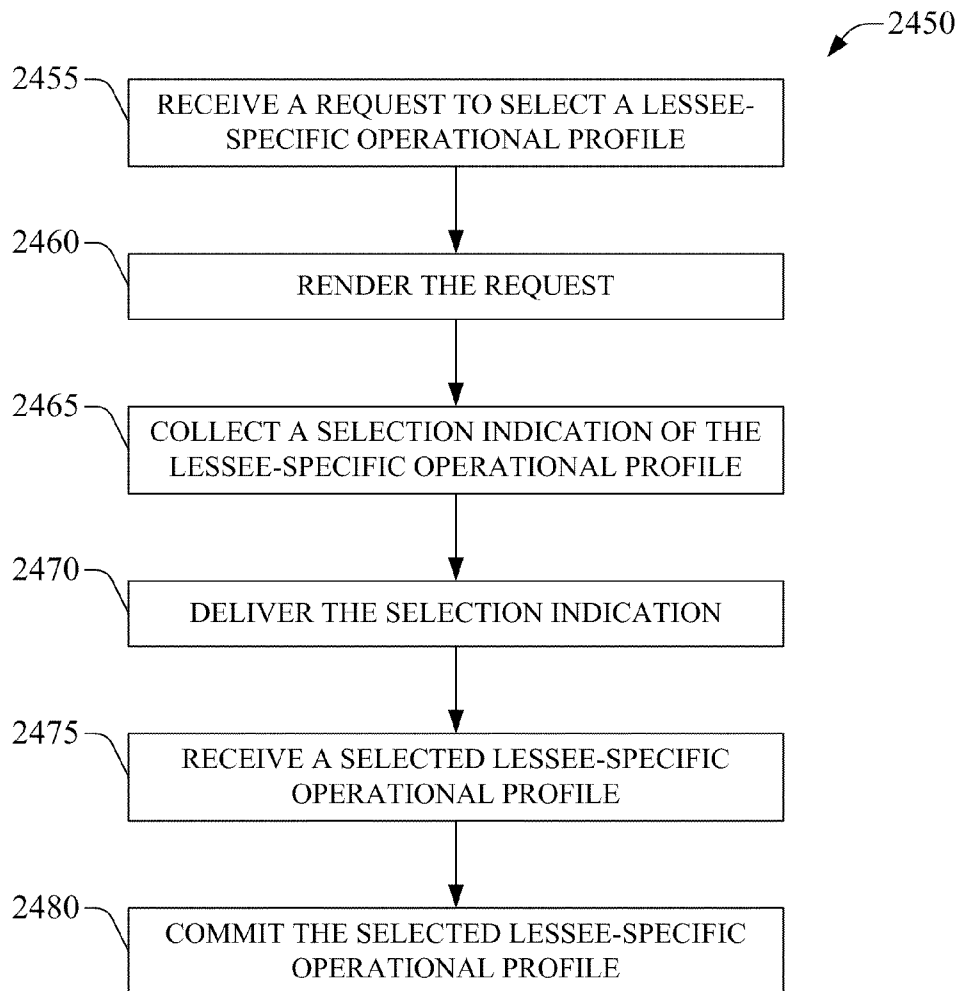 2450
2455
RECEIVE A REQUEST TO SELECT A LESSEE-
SPECIFIC OPERATIONAL PROFILE
2460
RENDER THE REQUEST
2465
COLLECT A SELECTION INDICATION OF THE
LESSEE-SPECIFIC OPERATIONAL PROFILE
2470
DELIVER THE SELECTION INDICATION
2475
RECEIVE A SELECTED LESSEE-SPECIFIC
OPERATIONAL PROFILE
2480
COMMIT THE SELECTED LESSEE-SPECIFIC
OPERATIONAL PROFILE